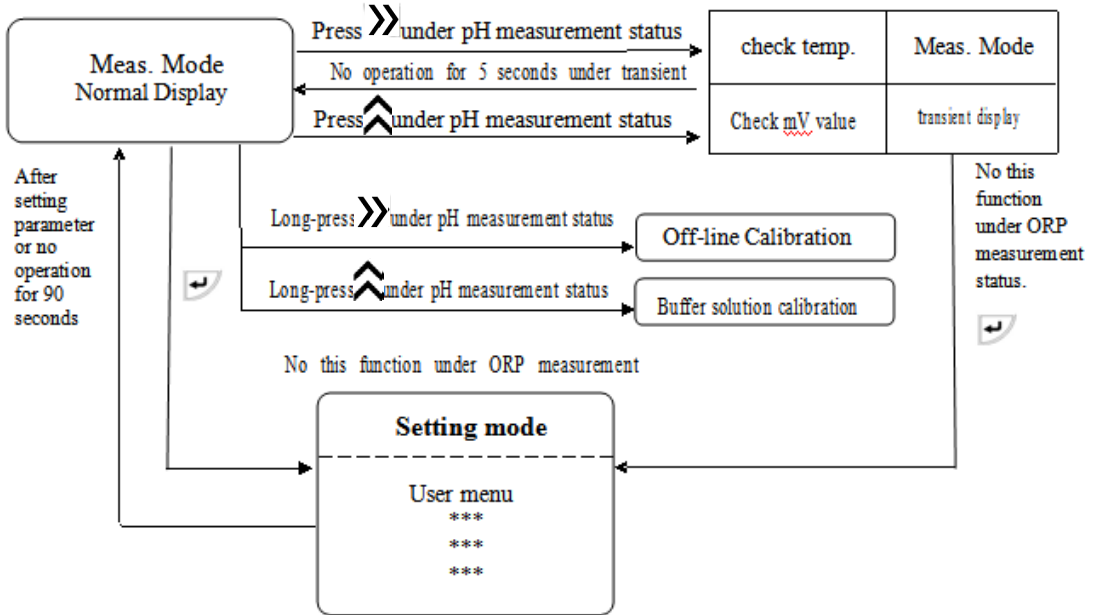 Press » under pH measurement status
Meas. Mode
Normal Display
check temp.
Meas. Mode
No operation for 5 seconds under transient
Press under pH measurement status
Check mV value
transient display
After
setting
parameter
or no
operation
for 90
seconds
No this
function
under ORP
measurement
status.
Long-press » under pH measurement status
Off-line Calibration
Long-press under pH measurement status
Buffer solution calibration
No this function under ORP measurement
Setting mode
User menu
***
***
***